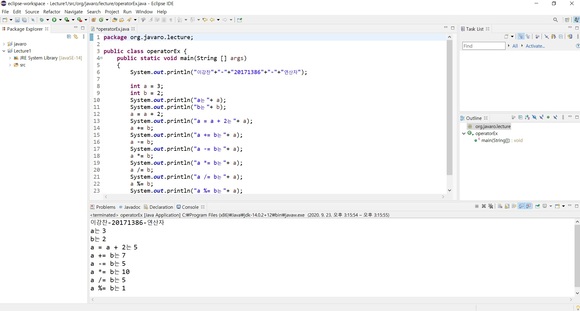 eclipse-workspace - Lecture1/src/org/javaro/lecture/operatorEx.java - Eclipse IDE
File Edit Source Refactor Navigate Search Project Run Window Help
Package Explorer
javaro
Lecture1
JRE System Library [JavaSE-14]
src
*operatorEx.java
1 package org.javaro.lecture;
2
3 public class operatorEx {
4 public static void main(String [] args)
5 {
6 System.out.println("이강찬"+"-"+"20171386"+"-"+"연산자");
7
8 int a = 3;
9 int b = 2;
10 System.out.println("a는 "+ a);
11 System.out.println("b는 "+ b);
12 a = a + 2;
13 System.out.println("a = a + 2는 "+ a);
14 a += b;
15 System.out.println("a += b는 "+ a);
16 a -= b;
17 System.out.println("a -= b는 "+ a);
18 a *= b;
19 System.out.println("a *= b는 "+ a);
20 a /= b;
21 System.out.println("a /= b는 "+ a);
22 a %= b;
23 System.out.println("a %= b는 "+ a);
Task List
Find
All
Activate...
Outline
org.javaro.lecture
operatorEx
main(String[]) : void
Problems Javadoc Declaration Console
<terminated> operatorEx [Java Application] C:\Program Files (x86)\Java\jdk-14.0.2+12\bin\javaw.exe (2020. 9. 23. 오후 3:15:54 – 오후 3:15:55)
이강찬-20171386-연산자
a는 3
b는 2
a = a + 2는 5
a += b는 7
a -= b는 5
a *= b는 10
a /= b는 5
a %= b는 1